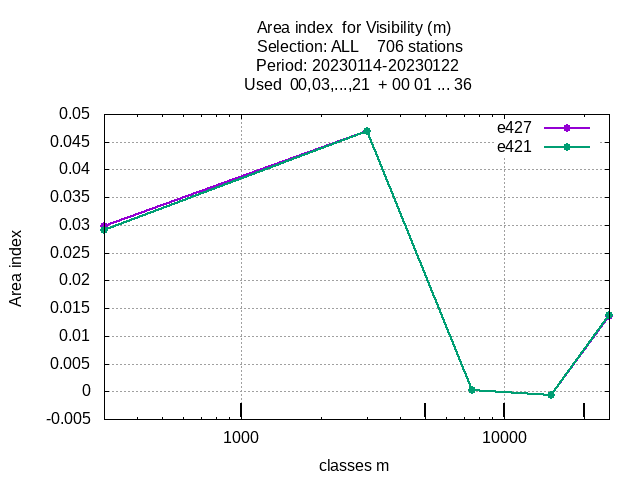 Area index  for Visibility (m)
Selection: ALL    706 stations
Period: 20230114-20230122
Used  00,03,...,21  + 00 01 ... 36
0.05
0.045
0.04
0.035
0.03
0.025
0.02
0.015
0.01
0.005
0
-0.005
Area index
e427
e421
1000
10000
classes m